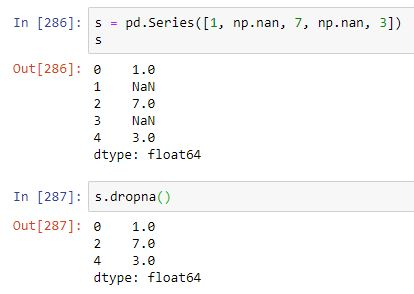 In [286]: s = pd.Series([1, np.nan, 7, np.nan, 3])
s
Out[286]: 0    1.0
1    NaN
2    7.0
3    NaN
4    3.0
dtype: float64
In [287]: s.dropna()
Out[287]: 0    1.0
2    7.0
4    3.0
dtype: float64